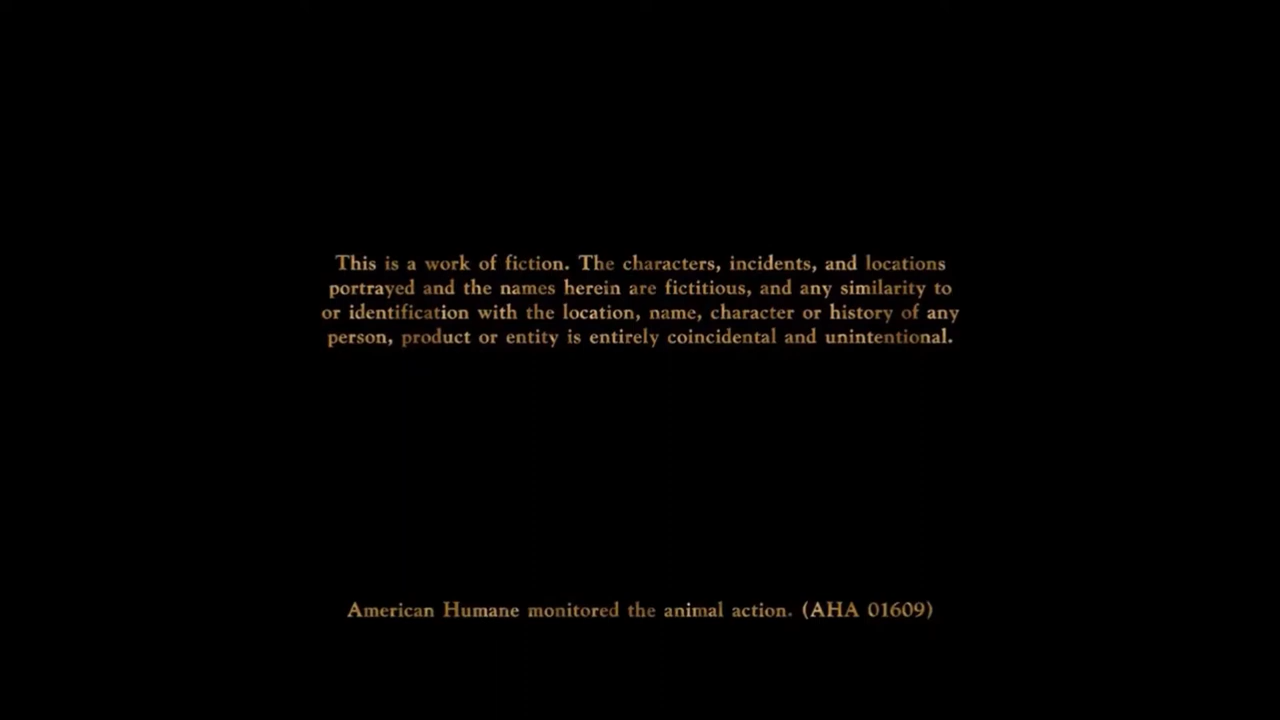 This is a work of fiction. The characters, incidents, and locations
portrayed and the names herein are fictitious, and any similarity to
or identification with the location, name, character or history of any
person, product or entity is entirely coincidental and unintentional.
American Humane monitored the animal action. (AHA 01609)